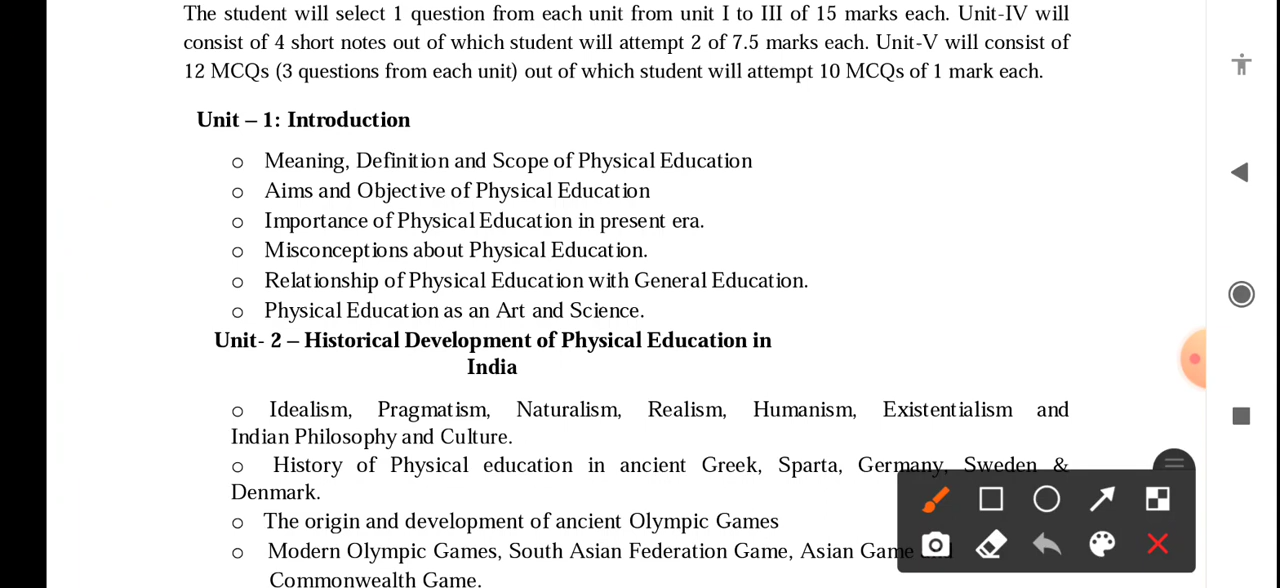 The student will select 1 question from each unit from unit I to III of 15 marks each. Unit-IV will
consist of 4 short notes out of which student will attempt 2 of 7.5 marks each. Unit-V will consist of
12 MCQs (3 questions from each unit) out of which student will attempt 10 MCQs of 1 mark each.
Unit – 1: Introduction
o Meaning, Definition and Scope of Physical Education
o Aims and Objective of Physical Education
o Importance of Physical Education in present era.
o Misconceptions about Physical Education.
o Relationship of Physical Education with General Education.
o Physical Education as an Art and Science.
Unit- 2 – Historical Development of Physical Education in
India
o Idealism, Pragmatism, Naturalism, Realism, Humanism, Existentialism and
Indian Philosophy and Culture.
o History of Physical education in ancient Greek, Sparta, Germany, Sweden &
Denmark.
o The origin and development of ancient Olympic Games
o Modern Olympic Games, South Asian Federation Game, Asian Game
Commonwealth Game.